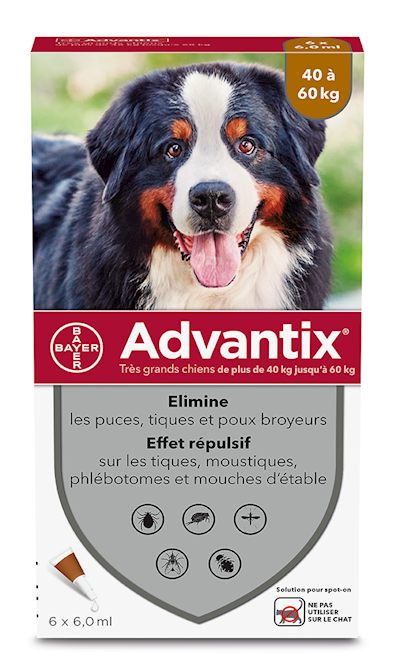 Advantix
6 x
6,0 ml
40 à
60 kg
BAYER
BAYER
Advantix®
Très grands chiens de plus de 40 kg jusqu'à 60 kg
Elimine
les puces, tiques et poux broyeurs
Effet répulsif
sur les tiques, moustiques,
phlébotomes et mouches d'étable
Solution pour spot-on
NE PAS
UTILISER
SUR LE CHAT
6 x 6,0 ml